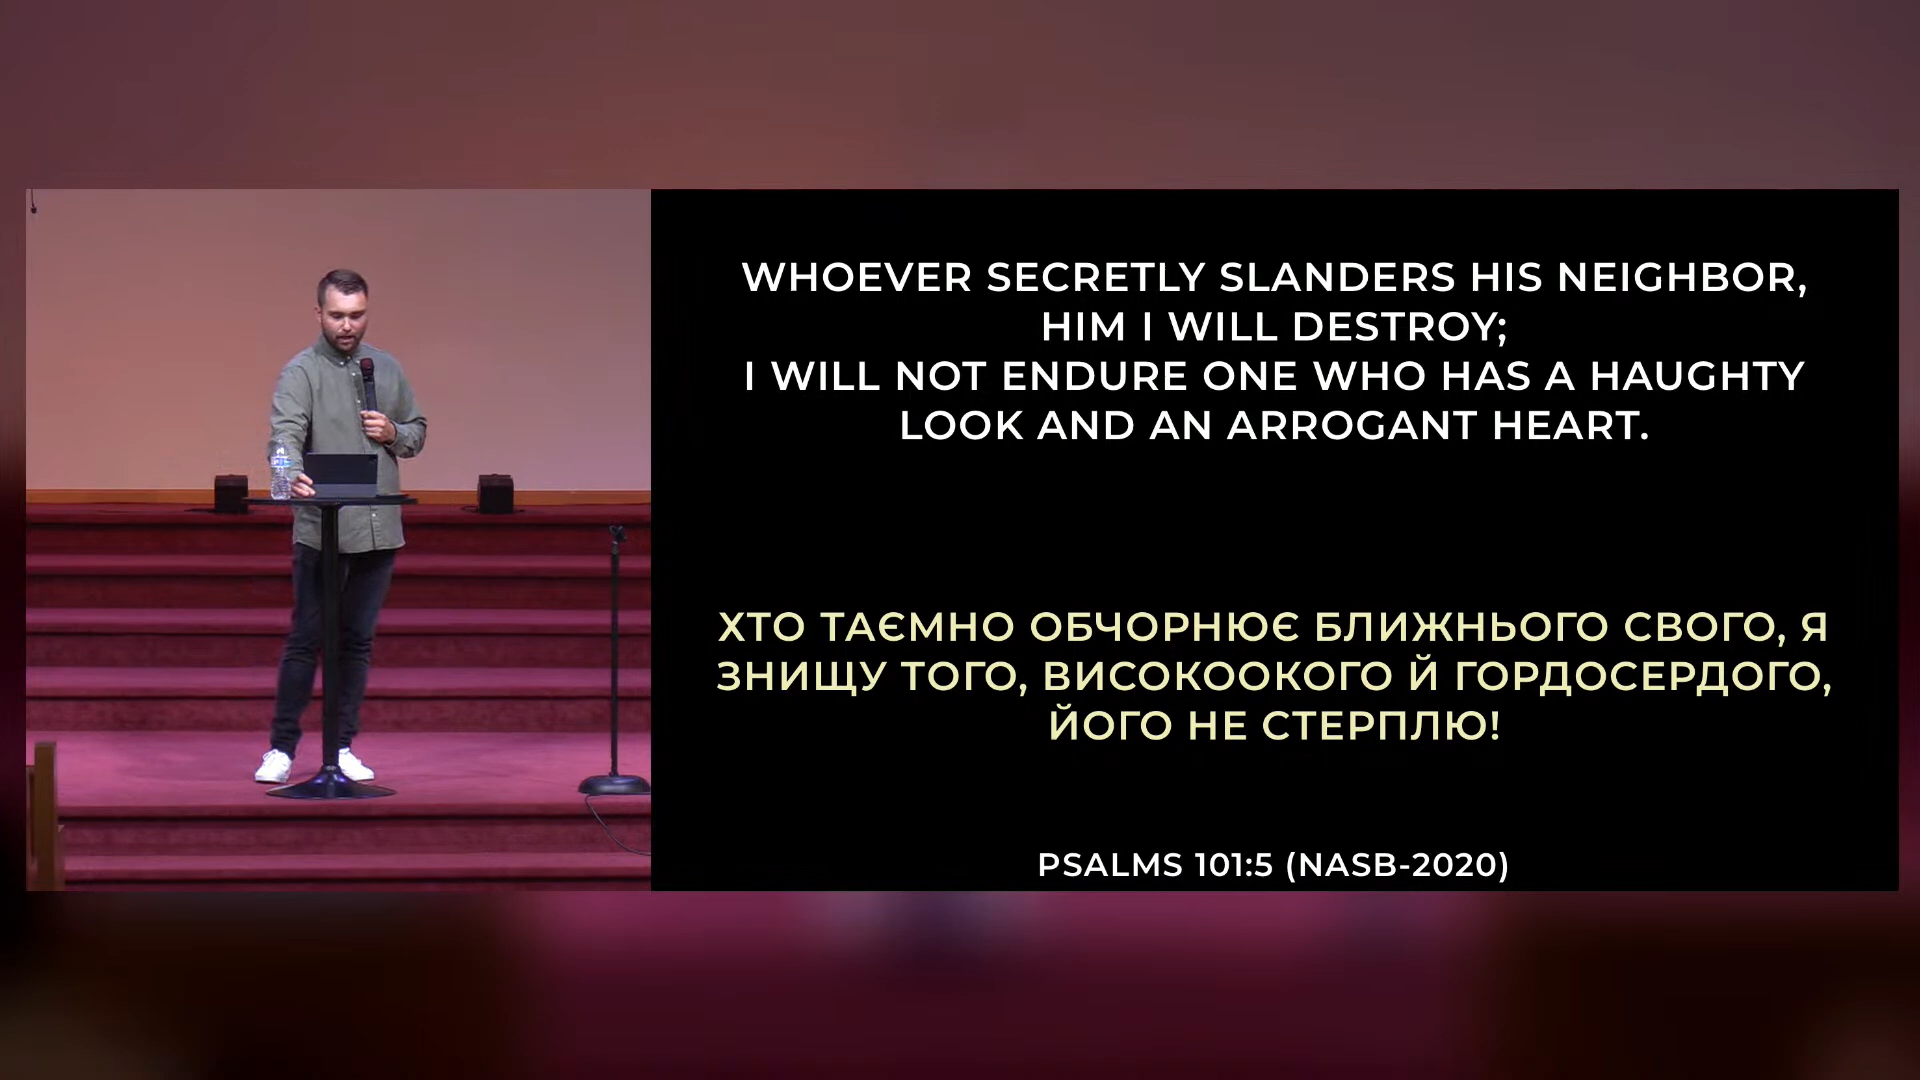 WHOEVER SECRETLY SLANDERS HIS NEIGHBOR,
HIM I WILL DESTROY;
I WILL NOT ENDURE ONE WHO HAS A HAUGHTY
LOOK AND AN ARROGANT HEART.
ХТО ТАЄМНО ОБЧОРНЮЄ БЛИЖНЬОГО СВОГО, Я
ЗНИЩУ ТОГО, ВИСОКООКОГО Й ГОРДОСЕРДОГО,
ЙОГО НЕ СТЕРПЛЮ!
PSALMS 101:5 (NASB-2020)